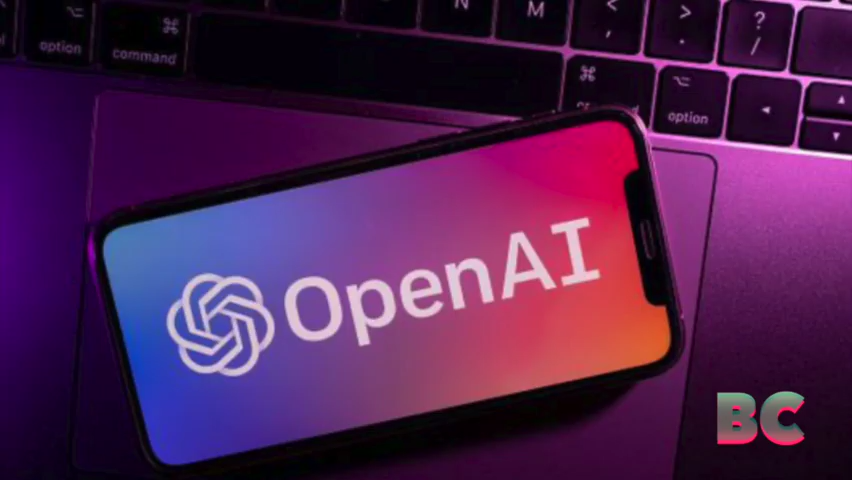 N
M
<
,
>
.
?
/
⌥
option
⌘
command
⌘
⌥
option
OpenAI
BC